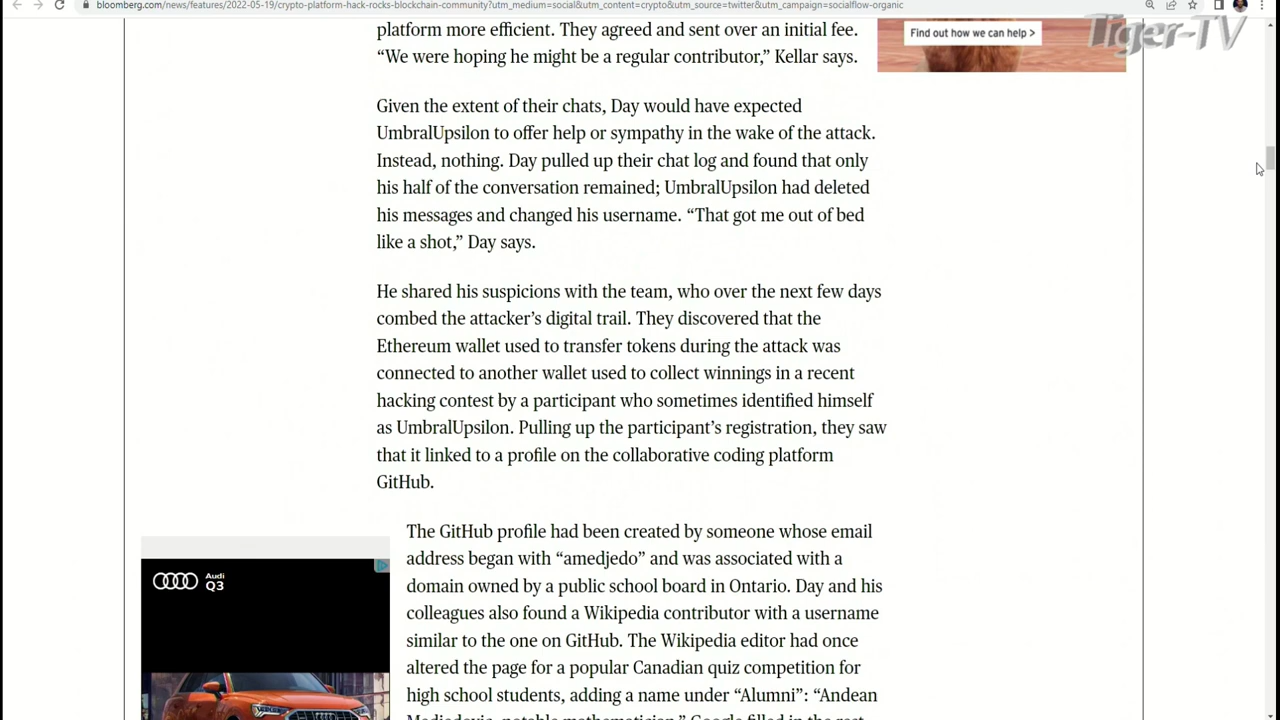 bloomberg.com/news/features/2022-05-19/crypto-platform-hack-rocks-blockchain-community?utm_medium=social&utm_content=crypto&utm_source=twitter&utm_campaign=socialflow-organic
Tiger-TV
Find out how we can help >
platform more efficient. They agreed and sent over an initial fee.
“We were hoping he might be a regular contributor,” Kellar says.
Given the extent of their chats, Day would have expected
UmbralUpsilon to offer help or sympathy in the wake of the attack.
Instead, nothing. Day pulled up their chat log and found that only
his half of the conversation remained; UmbralUpsilon had deleted
his messages and changed his username. “That got me out of bed
like a shot,” Day says.
He shared his suspicions with the team, who over the next few days
combed the attacker’s digital trail. They discovered that the
Ethereum wallet used to transfer tokens during the attack was
connected to another wallet used to collect winnings in a recent
hacking contest by a participant who sometimes identified himself
as UmbralUpsilon. Pulling up the participant’s registration, they saw
that it linked to a profile on the collaborative coding platform
GitHub.
The GitHub profile had been created by someone whose email
address began with “amedjedo” and was associated with a
domain owned by a public school board in Ontario. Day and his
colleagues also found a Wikipedia contributor with a username
similar to the one on GitHub. The Wikipedia editor had once
altered the page for a popular Canadian quiz competition for
high school students, adding a name under “Alumni”: “Andean
Medjedovic, notable mathematician.” Google filled in the rest
Audi
Q3